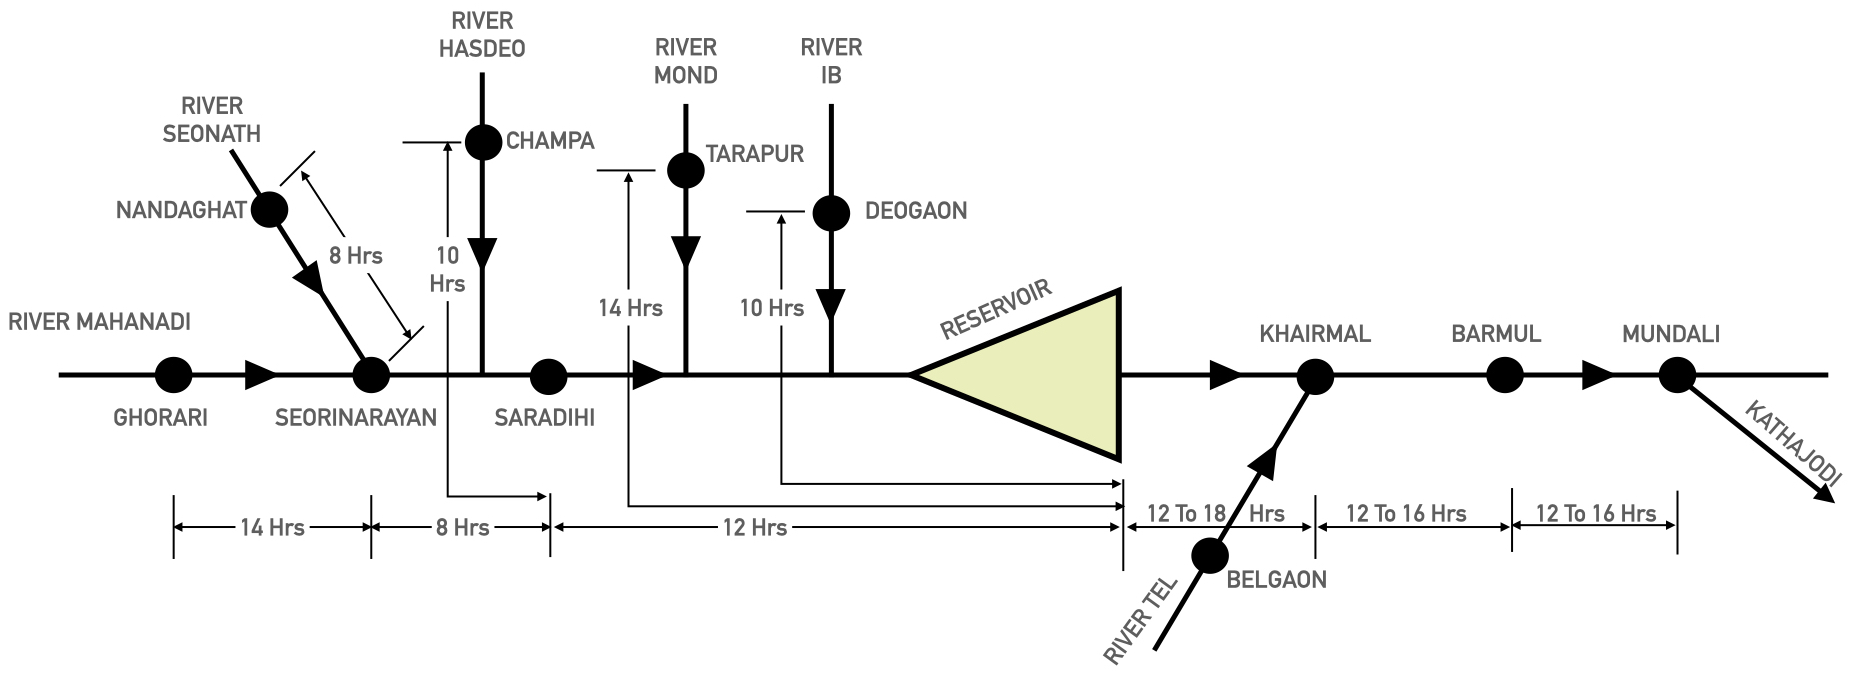 RIVER
HASDEO
RIVER
MOND
RIVER
IB
RIVER
SEONATH
CHAMPA
TARAPUR
NANDAGHAT
DEOGAON
8 Hrs
10
Hrs
14 Hrs
10 Hrs
RESERVOIR
RIVER MAHANADI
KHAIRMAL
BARMUL
MUNDALI
GHORARI
SEORINARAYAN
SARADIHI
KATHAJODI
14 Hrs
8 Hrs
12 Hrs
12 To 18 Hrs
12 To 16 Hrs
12 To 16 Hrs
BELGAON
RIVER TEL